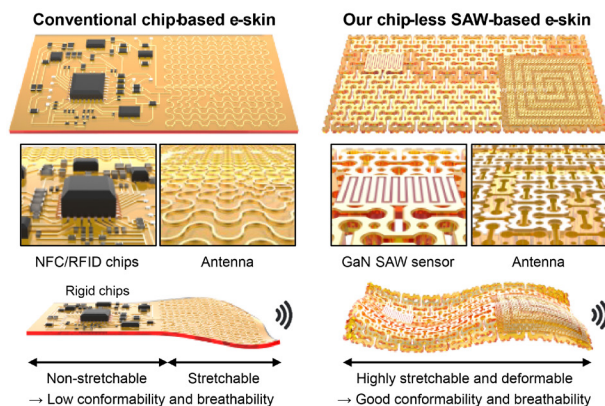 Conventional chip-based e-skin
Our chip-less SAW-based e-skin
NFC/RFID chips
Antenna
GaN SAW sensor
Antenna
Rigid chips
Non-stretchable
Stretchable
→ Low conformability and breathability
Highly stretchable and deformable
→ Good conformability and breathability